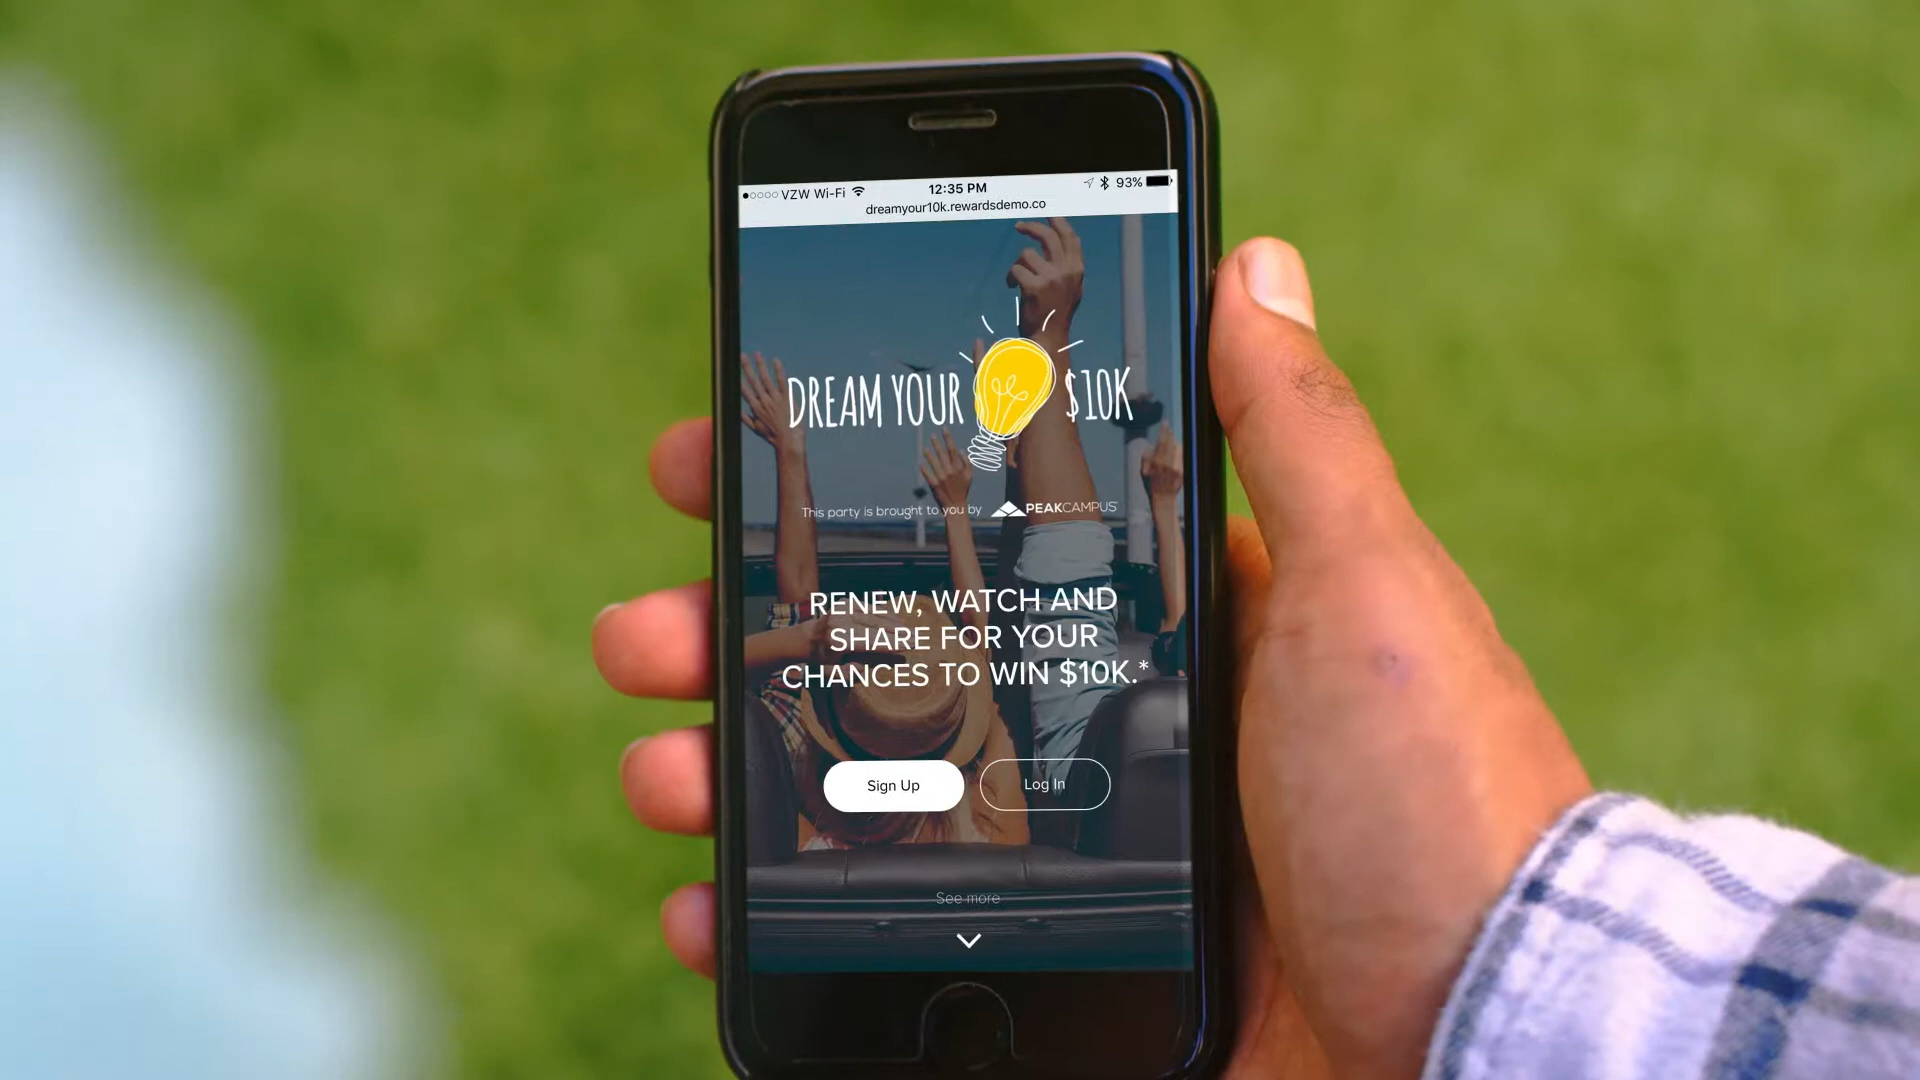 VZW Wi-Fi 12:35 PM 93%
dreamyour10k.rewardsdemo.co
DREAM YOUR $10K
This party is brought to you by PEAKCAMPUS
RENEW, WATCH AND
SHARE FOR YOUR
CHANCES TO WIN $10K.*
Sign Up Log In
See more